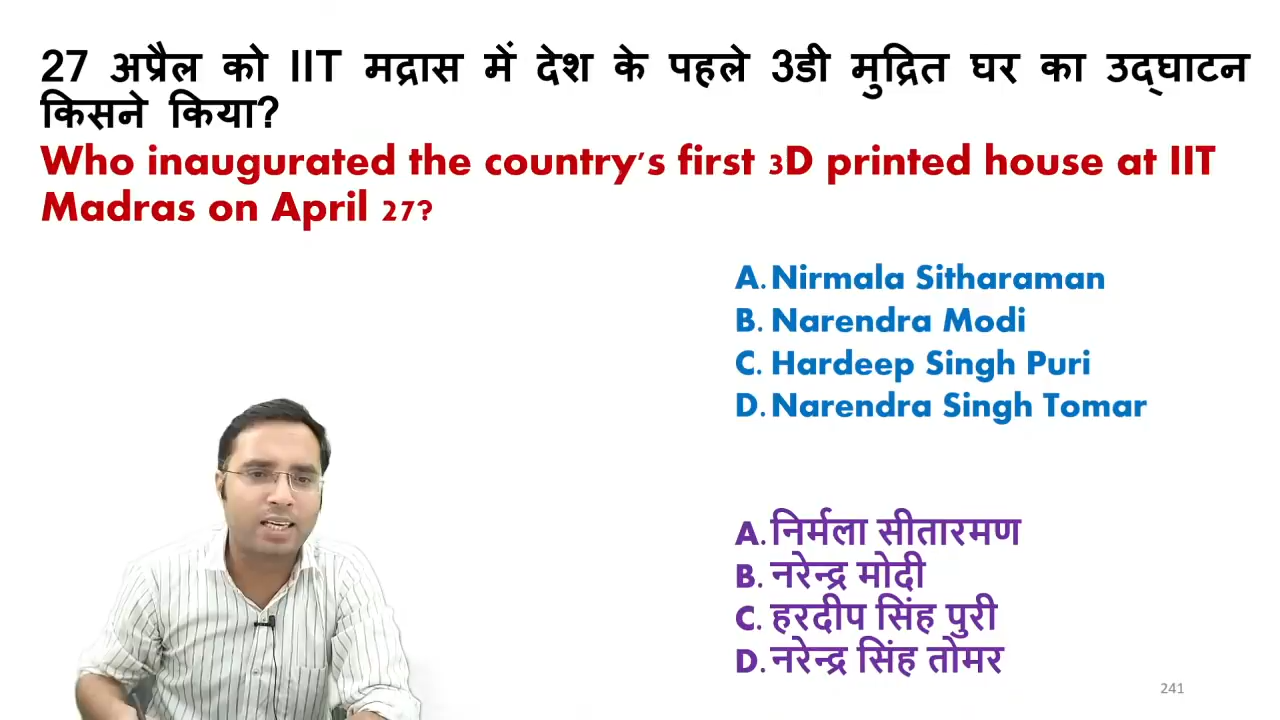 27 अप्रैल को IIT मद्रास में देश के पहले 3डी मुद्रित घर का उद्घाटन
किसने किया?
Who inaugurated the country's first 3D printed house at IIT
Madras on April 27?
A. Nirmala Sitharaman
B. Narendra Modi
C. Hardeep Singh Puri
D. Narendra Singh Tomar
A. निर्मला सीतारमण
B. नरेन्द्र मोदी
C. हरदीप सिंह पुरी
D. नरेन्द्र सिंह तोमर
241